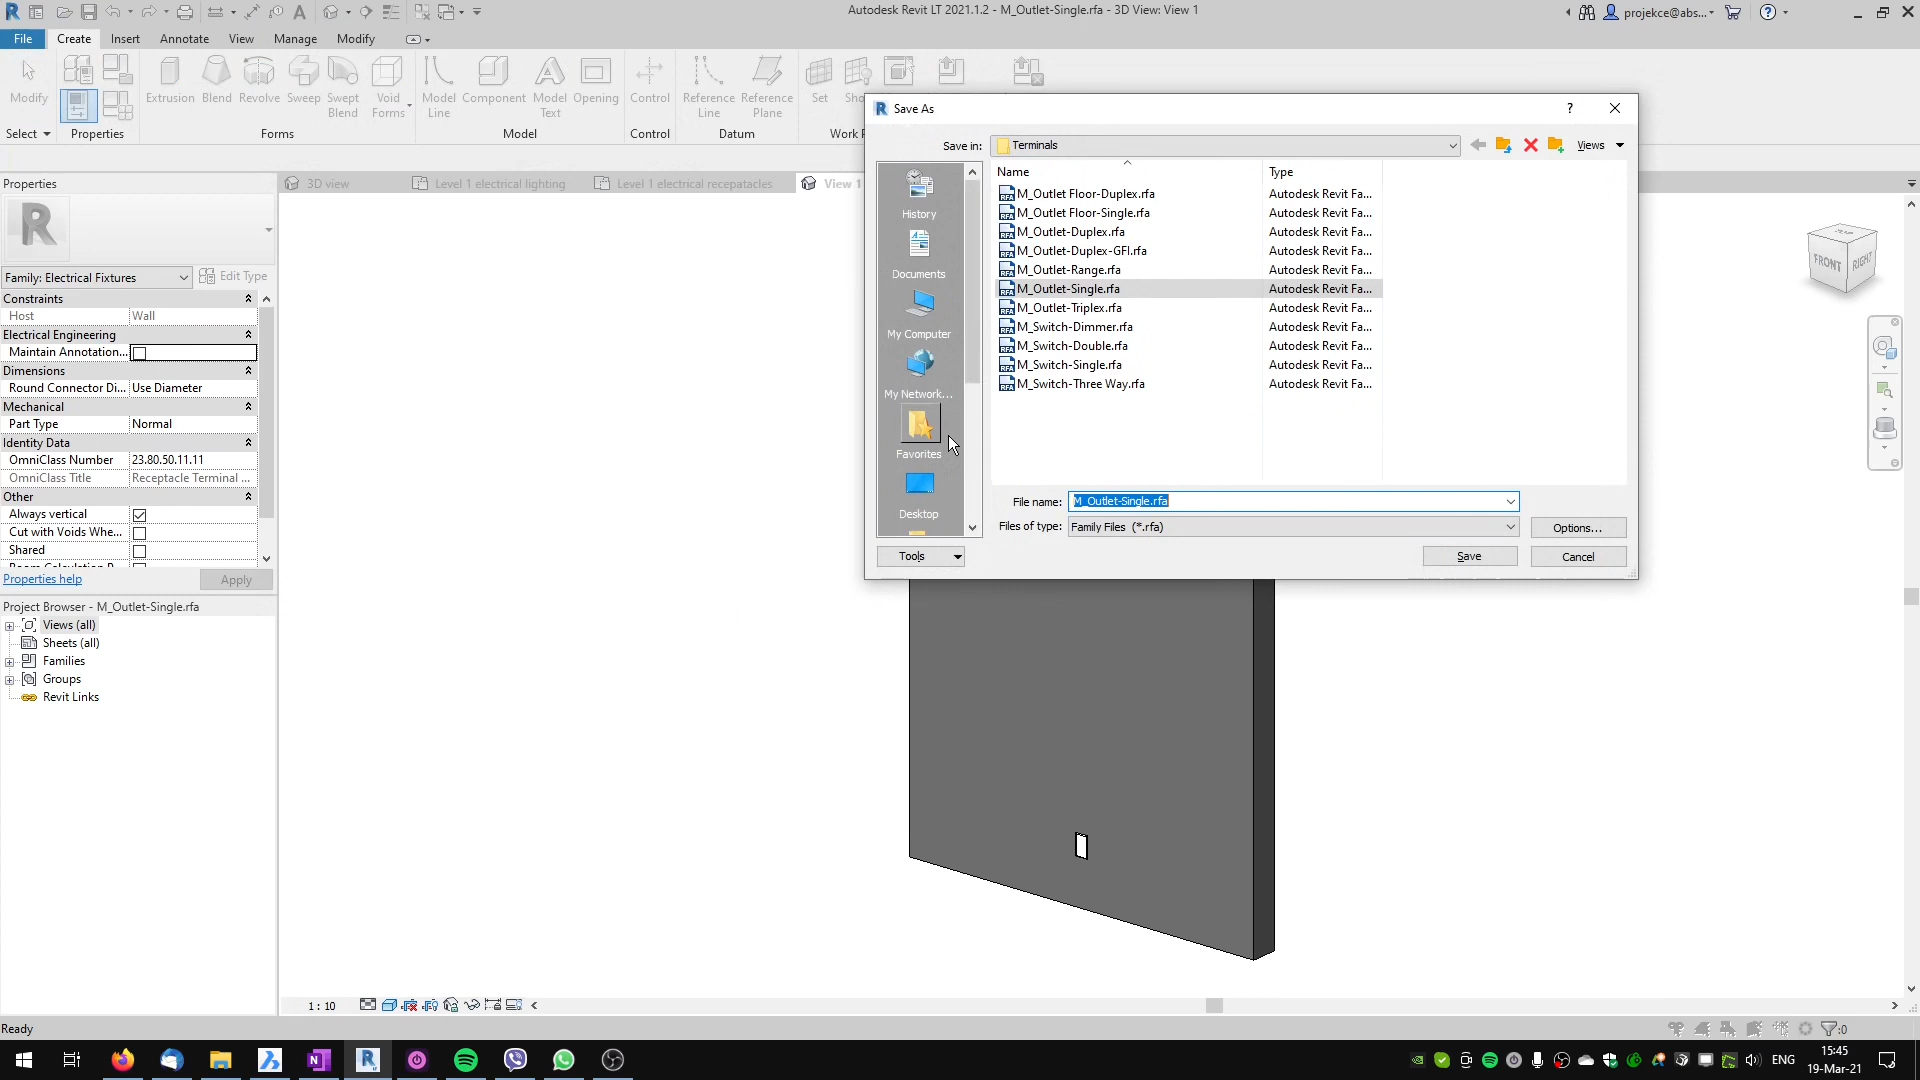 Autodesk Revit LT 2021.1.2 - M_Outlet-Single.rfa - 3D View: View 1
projekce@abs...
File
Create
Insert
Annotate
View
Manage
Modify
Modify
Extrusion
Blend
Revolve
Sweep
Swept
Blend
Void
Forms
Model
Line
Component
Model
Text
Opening
Control
Reference
Line
Reference
Plane
Set
Select
Properties
Forms
Model
Control
Datum
Properties
3D view
Level 1 electrical lighting
Level 1 electrical recepatacles
View 1
Family: Electrical Fixtures
Edit Type
Constraints
Host
Wall
Electrical Engineering
Maintain Annotation...
Dimensions
Round Connector Di...
Use Diameter
Mechanical
Part Type
Normal
Identity Data
OmniClass Number
23.80.50.11.11
OmniClass Title
Receptacle Terminal ...
Other
Always vertical
Cut with Voids Whe...
Shared
Properties help
Apply
Project Browser - M_Outlet-Single.rfa
Views (all)
Sheets (all)
Families
Groups
Revit Links
Save As
Save in:
Terminals
Views
History
Documents
My Computer
My Network...
Favorites
Desktop
Name
Type
M_Outlet Floor-Duplex.rfa
Autodesk Revit Fa...
M_Outlet Floor-Single.rfa
Autodesk Revit Fa...
M_Outlet-Duplex.rfa
Autodesk Revit Fa...
M_Outlet-Duplex-GFI.rfa
Autodesk Revit Fa...
M_Outlet-Range.rfa
Autodesk Revit Fa...
M_Outlet-Single.rfa
Autodesk Revit Fa...
M_Outlet-Triplex.rfa
Autodesk Revit Fa...
M_Switch-Dimmer.rfa
Autodesk Revit Fa...
M_Switch-Double.rfa
Autodesk Revit Fa...
M_Switch-Single.rfa
Autodesk Revit Fa...
M_Switch-Three Way.rfa
Autodesk Revit Fa...
File name:
M_Outlet-Single.rfa
Files of type:
Family Files (*.rfa)
Options...
Tools
Save
Cancel
FRONT
RIGHT
1 : 10
Ready
:0
ENG
15:45
19-Mar-21